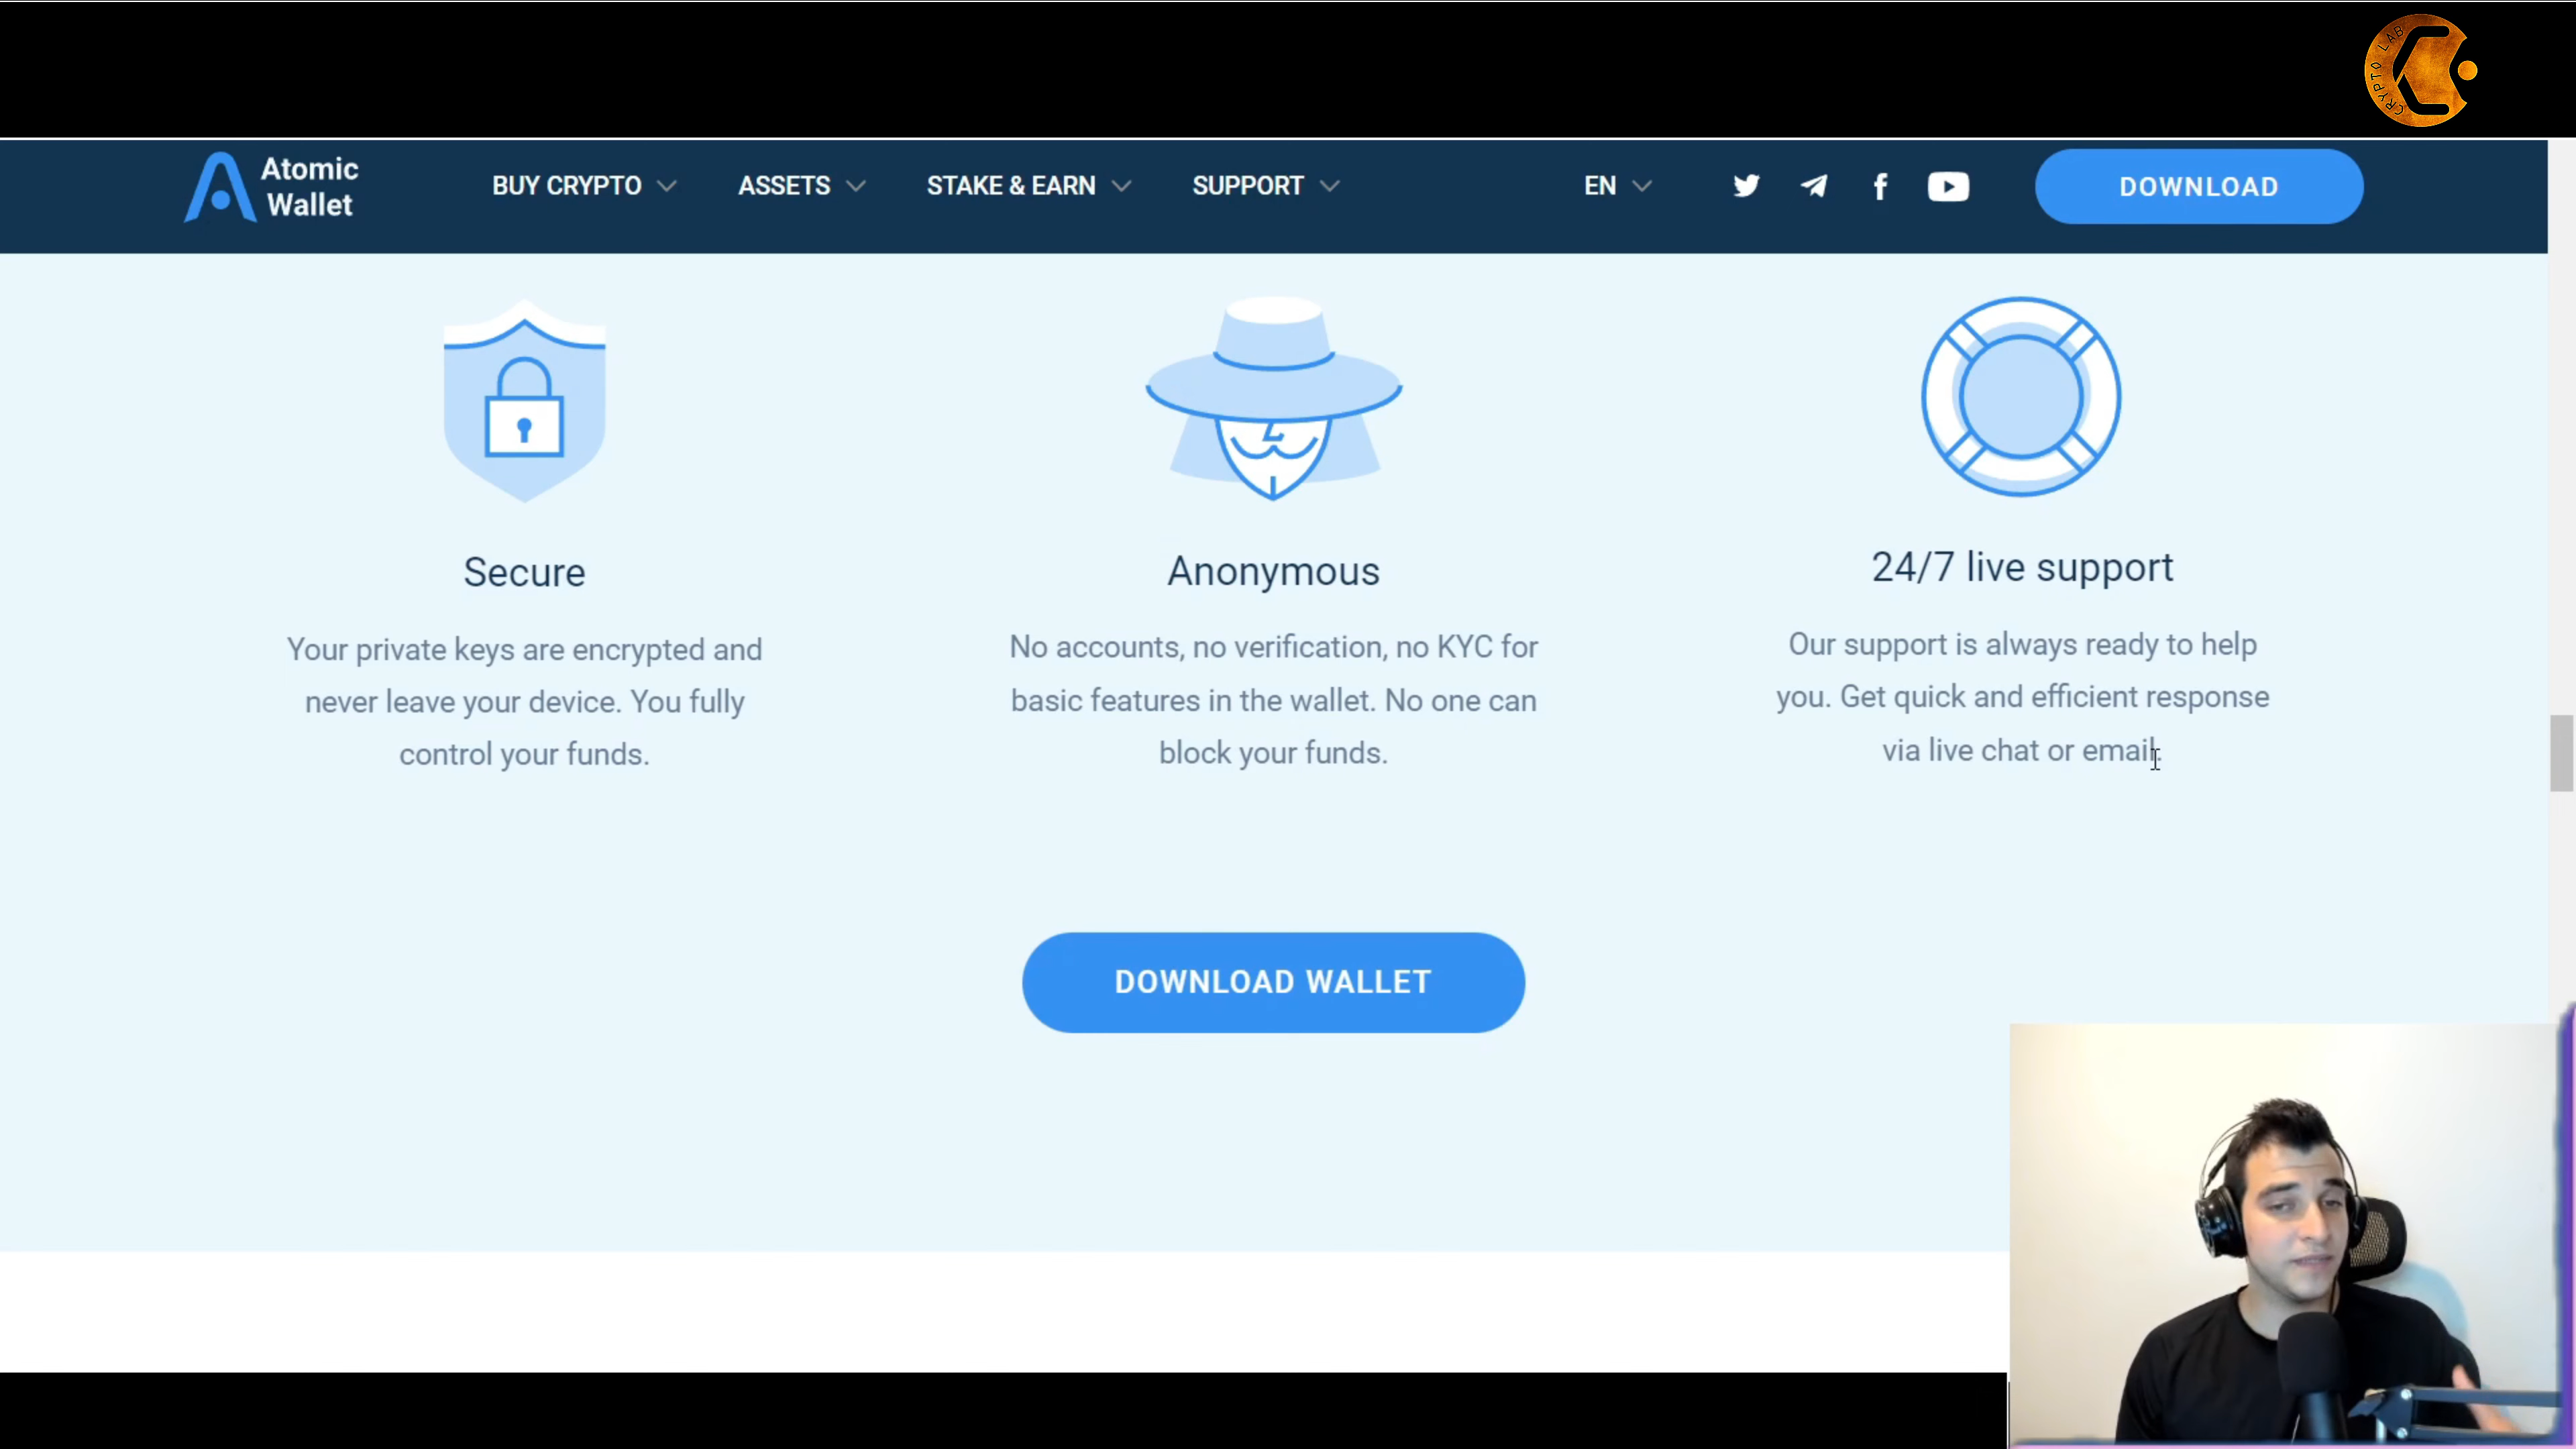 CRYPTO LAB
Atomic
Wallet
BUY CRYPTO
ASSETS
STAKE & EARN
SUPPORT
EN
DOWNLOAD
Secure
Your private keys are encrypted and
never leave your device. You fully
control your funds.
Anonymous
No accounts, no verification, no KYC for
basic features in the wallet. No one can
block your funds.
24/7 live support
Our support is always ready to help
you. Get quick and efficient response
via live chat or email.
DOWNLOAD WALLET